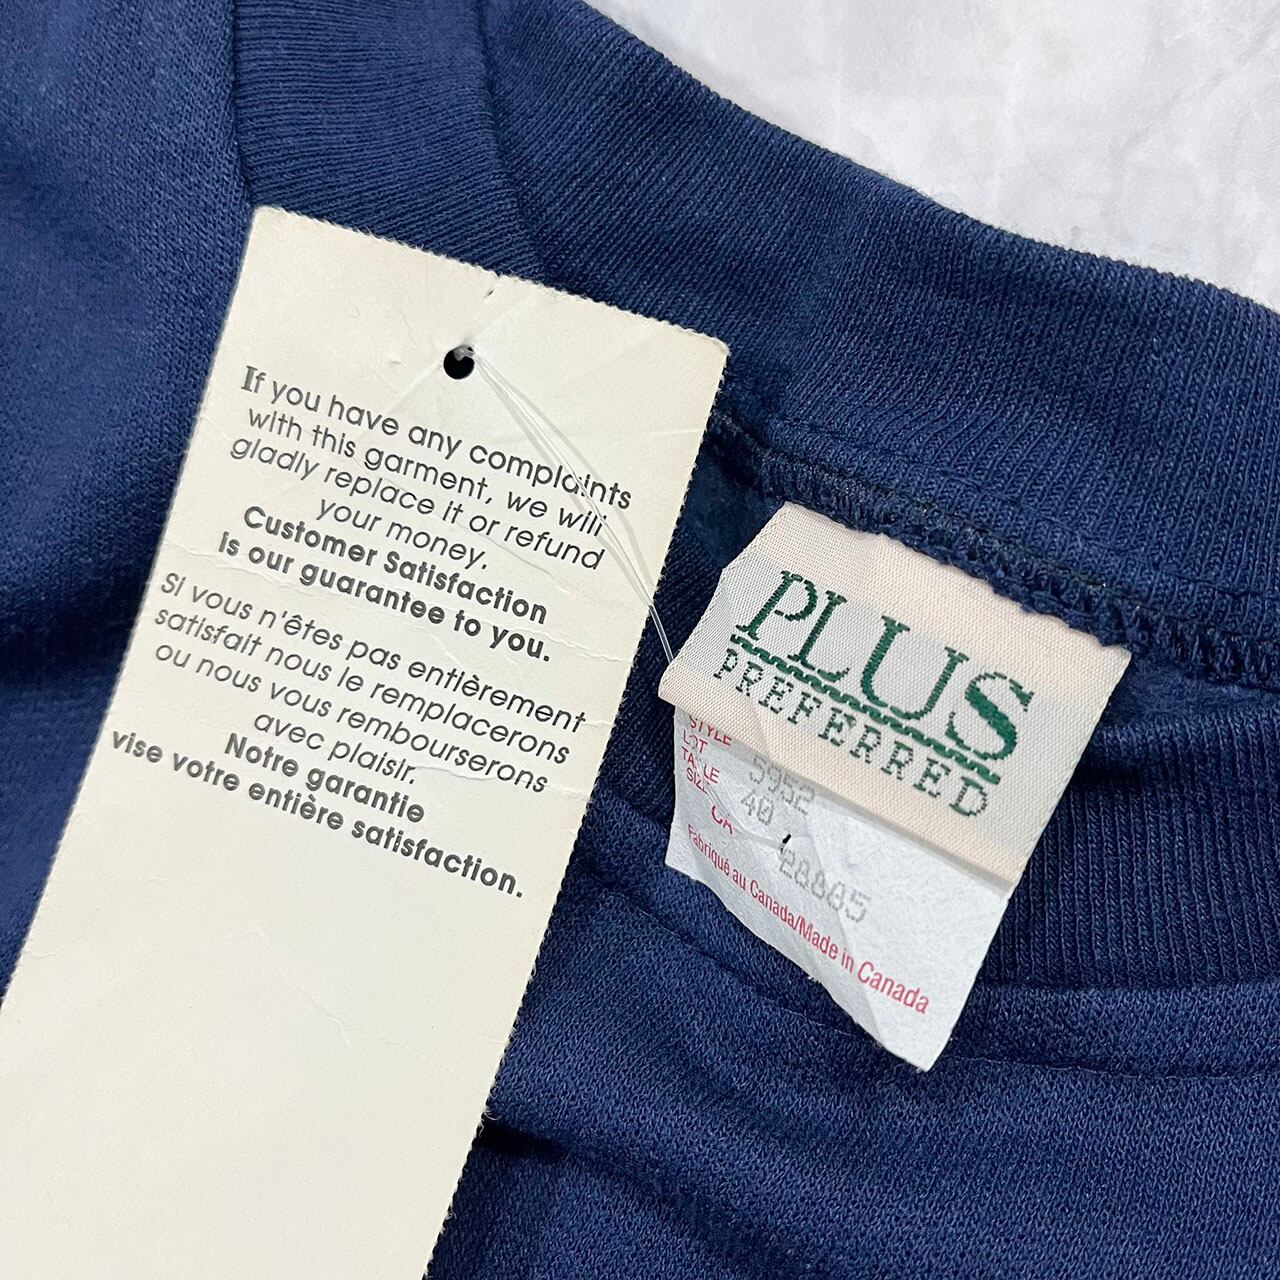 If you have any complaints
with this garment, we will
gladly replace it or refund
your money.
Customer Satisfaction
is our guarantee to you.
Si vous n'êtes pas entièrement
satisfait nous le remplacerons
ou nous vous rembourserons
avec plaisir.
Notre garantie
vise votre entière satisfaction.
PLUS
PREFERRED
STYLE
LOT 5952
TAILLE
SIZE 40
CA
Fabriqué au Canada/Made in Canada